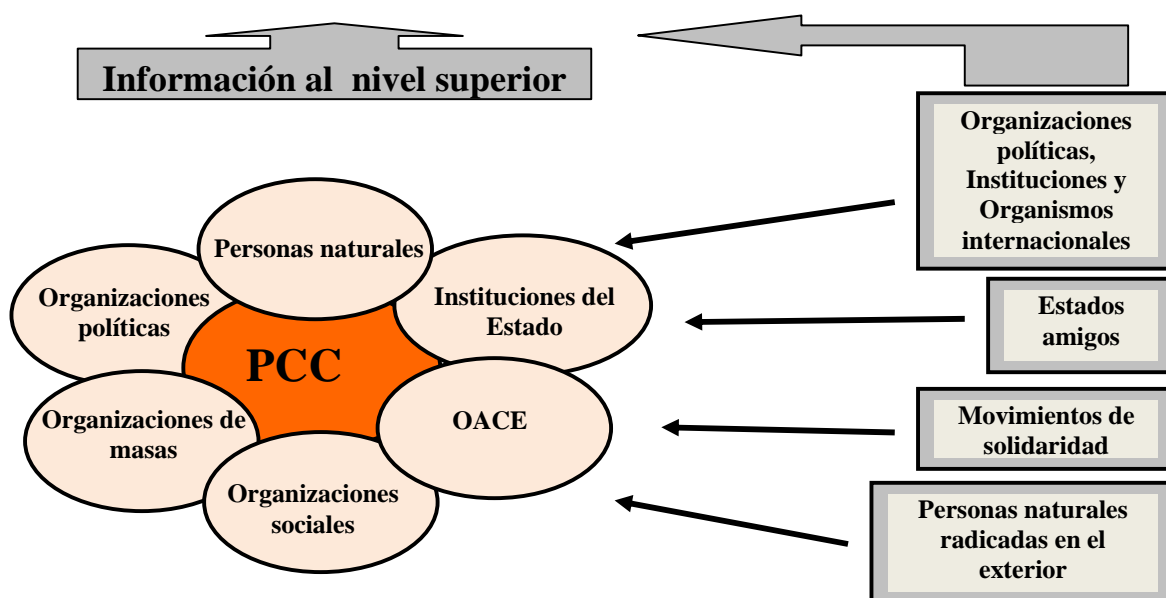 Información al nivel superior
Organizaciones
políticas,
Instituciones y
Organismos
internacionales
Personas naturales
Organizaciones
políticas
Instituciones del
Estado
Estados
amigos
PCC
Organizaciones de
masas
OACE
Movimientos de
solidaridad
Organizaciones
sociales
Personas naturales
radicadas en el
exterior